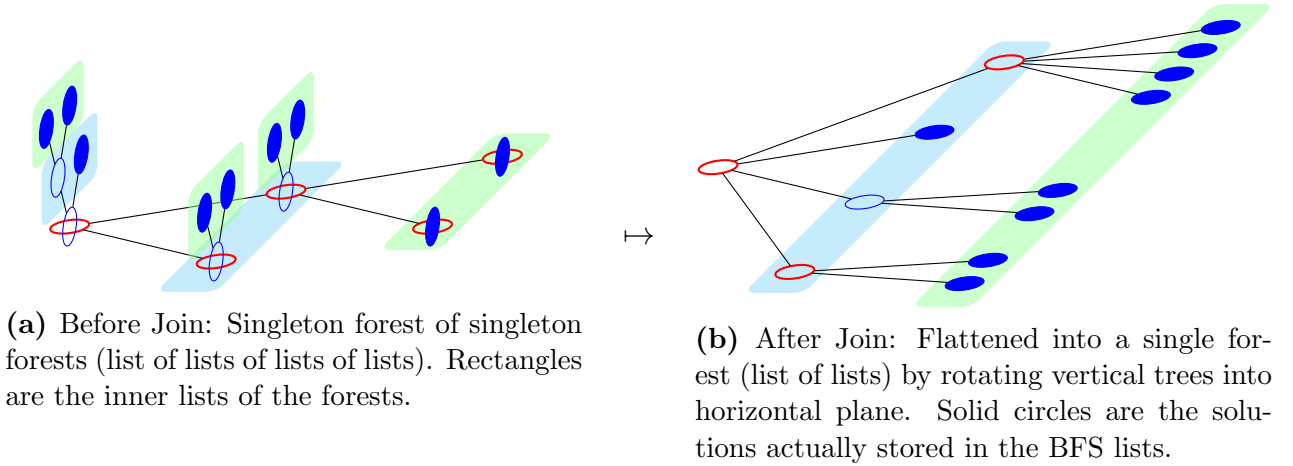 ↦
(a) Before Join: Singleton forest of singleton
forests (list of lists of lists of lists). Rectangles
are the inner lists of the forests.
(b) After Join: Flattened into a single for-
est (list of lists) by rotating vertical trees into
horizontal plane. Solid circles are the solu-
tions actually stored in the BFS lists.